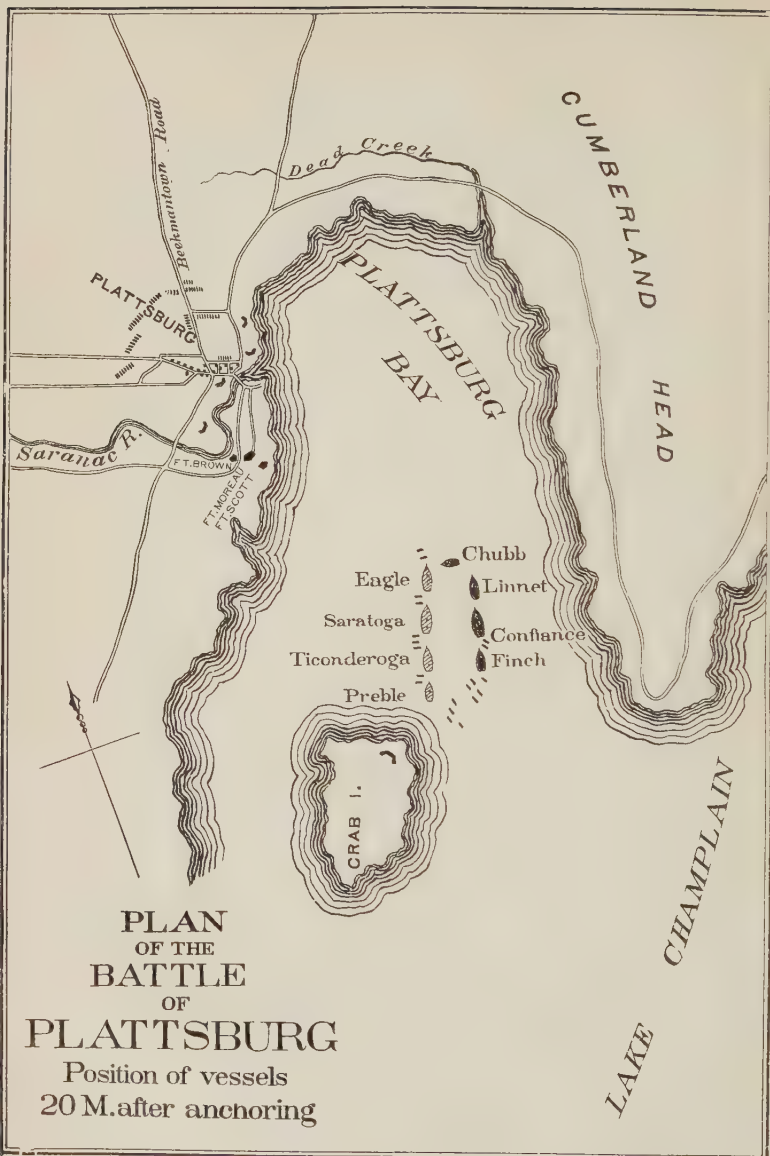 CUMBERLAND
HEAD
Beekmantown Road
Dead Creek
PLATTSBURG
PLATTSBURG
BAY
Saranac R.
FT. BROWN
FT. MOREAU
FT. SCOTT
Chubb
Eagle
Linnet
Saratoga
Confiance
Ticonderoga
Finch
Preble
CRAB I.
LAKE CHAMPLAIN
PLAN
OF THE
BATTLE
OF
PLATTSBURG
Position of vessels
20 M. after anchoring